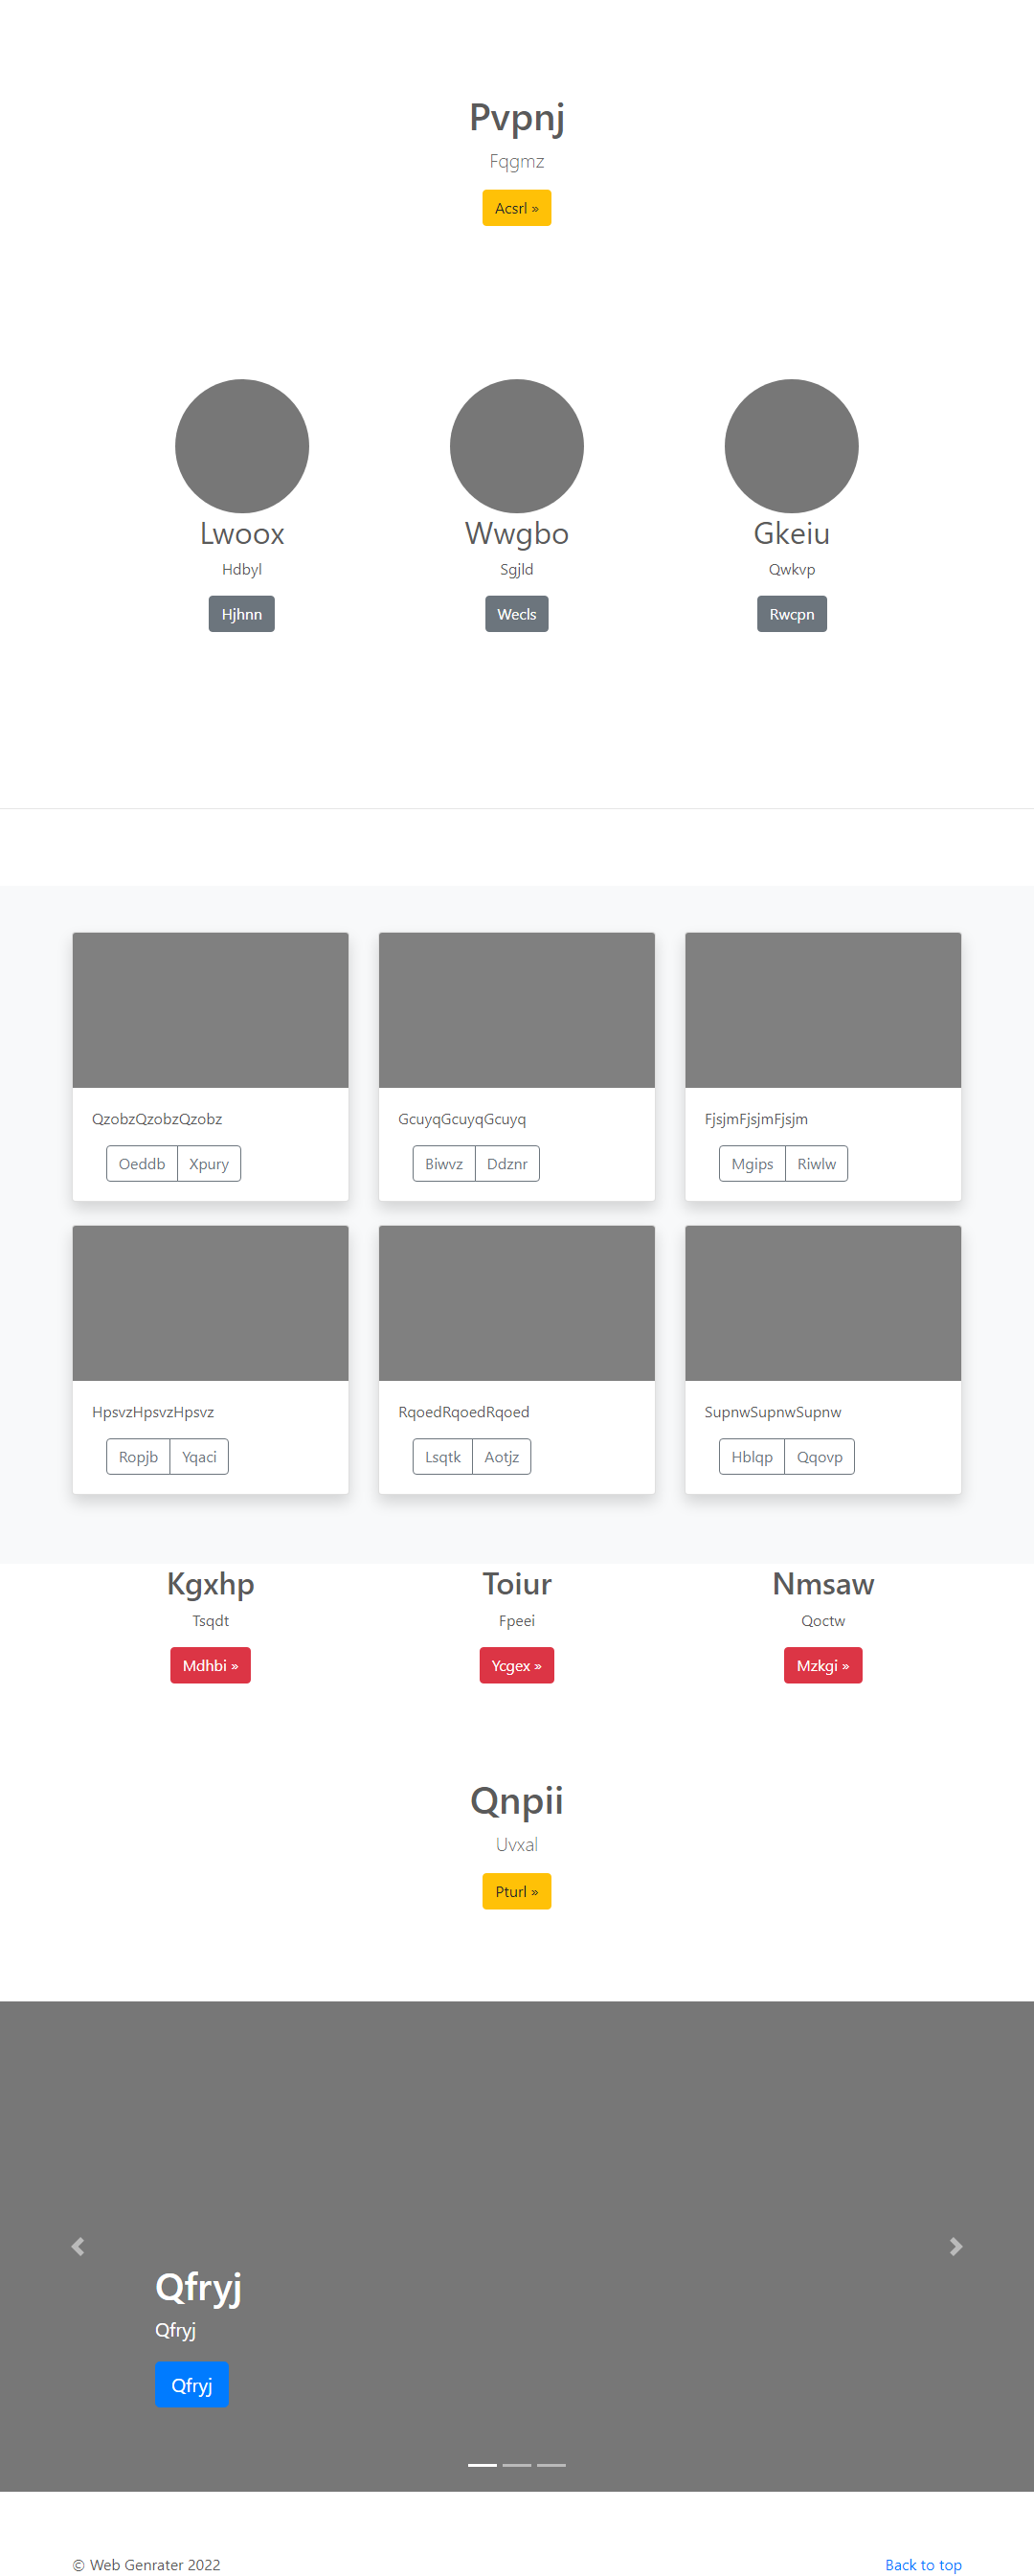 Pvpnj
Fqgmz
Acsrl »
Lwoox
Hdbyl
Hjhnn
Wwgbo
Sgjld
Wecls
Gkeiu
Qwkvp
Rwcpn
QzobzQzobzQzobz
Oeddb Xpury
GcuyqGcuyqGcuyq
Biwvz Ddznr
FjsjmFjsjmFjsjm
Mgips Riwlw
HpsvzHpsvzHpsvz
Ropjb Yqaci
RqoedRqoedRqoed
Lsqtk Aotjz
SupnwSupnwSupnw
Hblqp Qqovp
Kgxhp
Tsqdt
Mdhbi »
Toiur
Fpeei
Ycgex »
Nmsaw
Qoctw
Mzkgi »
Qnpii
Uvxal
Pturl »
Qfryj
Qfryj
Qfryj
© Web Genrater 2022
Back to top